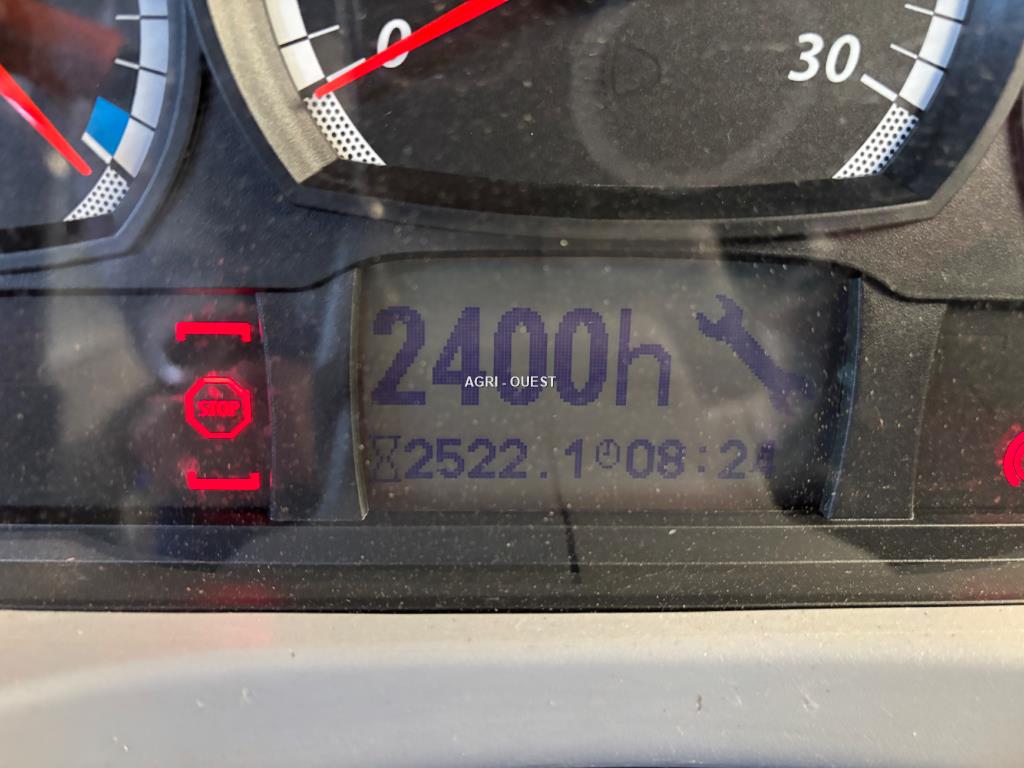 0
30
2400h
AGRI - OUEST
STOP
2522.1 08:24